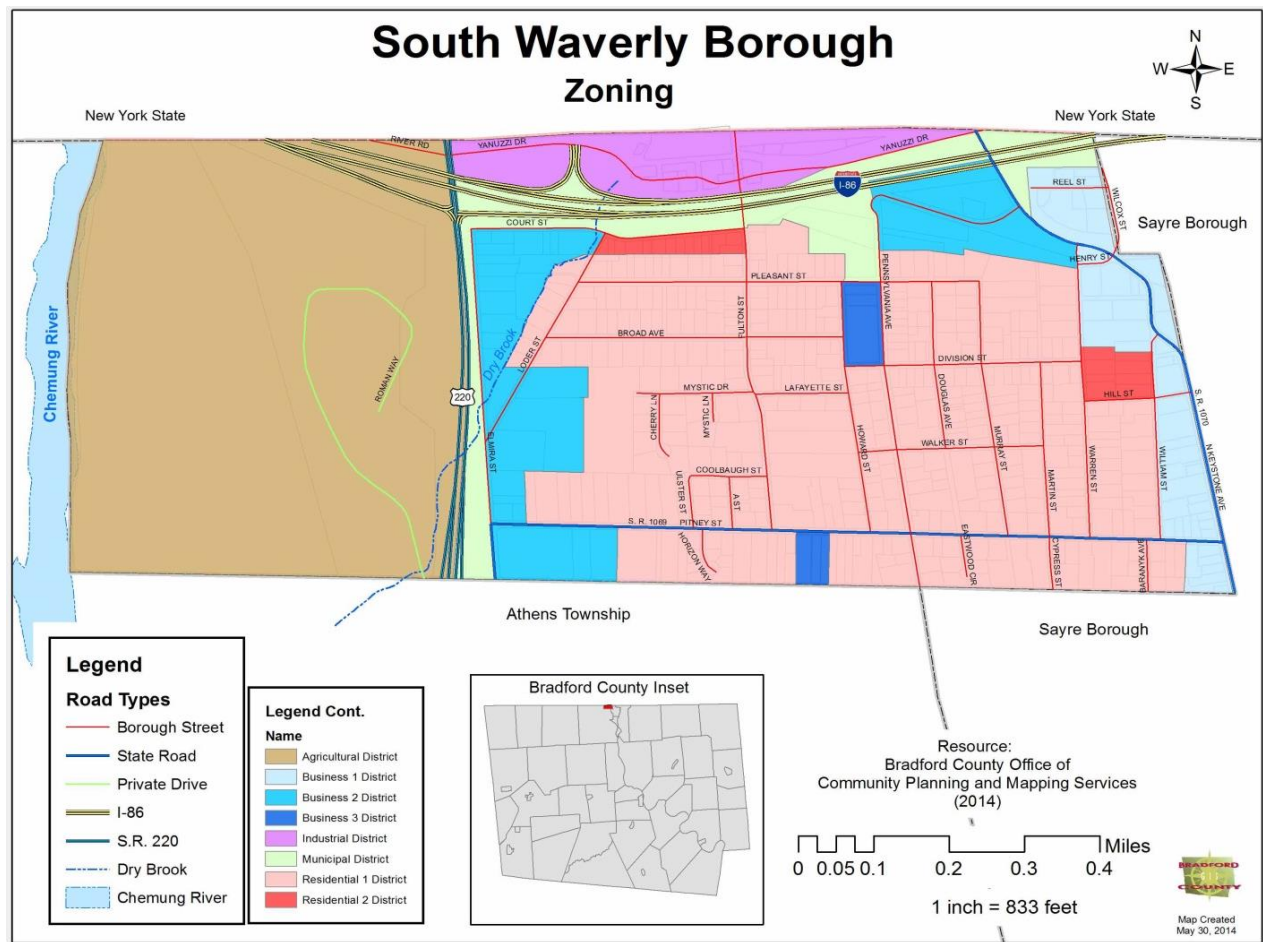 South Waverly Borough
Zoning
N
W
E
S
New York State
New York State
RIVER RD
YANUZZI DR
YANUZZI DR
I-86
REEL ST
WILCOX ST
Sayre Borough
COURT ST
HENRY ST
PLEASANT ST
PENNSYLVANIA AVE
FULTON ST
BROAD AVE
LODER ST
Dry Brook
DIVISION ST
Chemung River
ROMAN WAY
220
MYSTIC DR
LAFAYETTE ST
DOUGLAS AVE
HILL ST
S. R. 1070
CHERRY LN
MYSTIC LN
ELMIRA ST
HOWARD ST
WALKER ST
MURRAY ST
N KEYSTONE AVE
COOLBAUGH ST
ULSTER ST
A ST
MARTIN ST
WARREN ST
WILLIAM ST
S. R. 1069
PITNEY ST
HORIZON WAY
EASTWOOD CIR
CYPRESS ST
BARANYK AVE
Athens Township
Sayre Borough
Legend
Road Types
Borough Street
State Road
Private Drive
I-86
S.R. 220
Dry Brook
Chemung River
Legend Cont.
Name
Agricultural District
Business 1 District
Business 2 District
Business 3 District
Industrial District
Municipal District
Residential 1 District
Residential 2 District
Bradford County Inset
Resource:
Bradford County Office of
Community Planning and Mapping Services
(2014)
Miles
0 0.05 0.1 0.2 0.3 0.4
1 inch = 833 feet
BRADFORD
COUNTY
Map Created
May 30, 2014